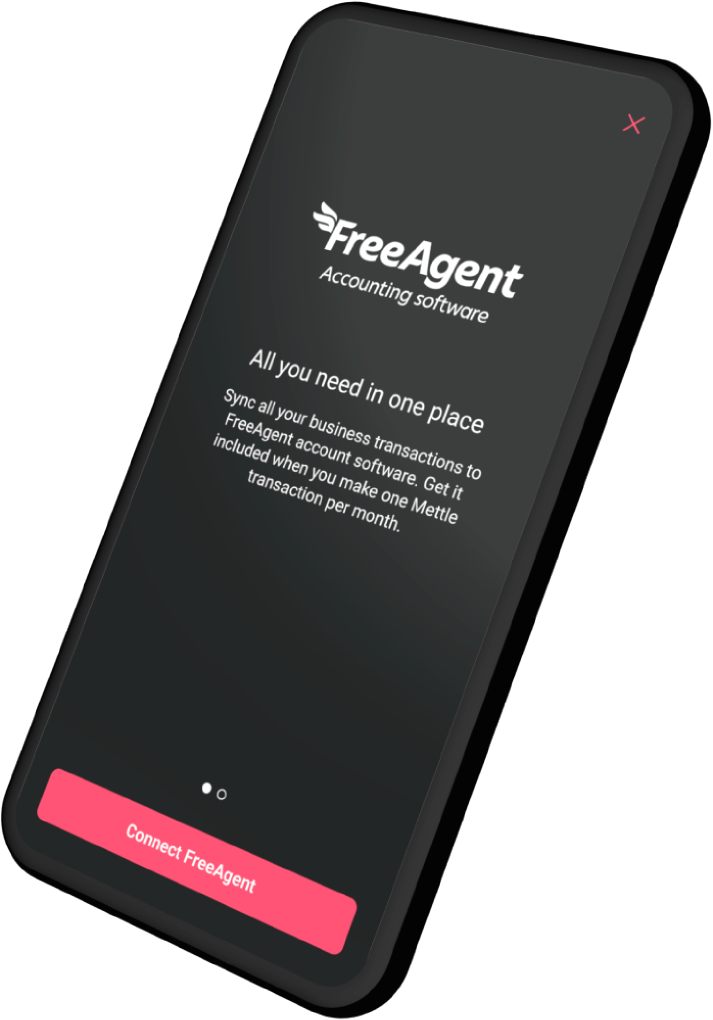 FreeAgent
Accounting software
All you need in one place
Sync all your business transactions to
FreeAgent account software. Get it
included when you make one Mettle
transaction per month.
Connect FreeAgent